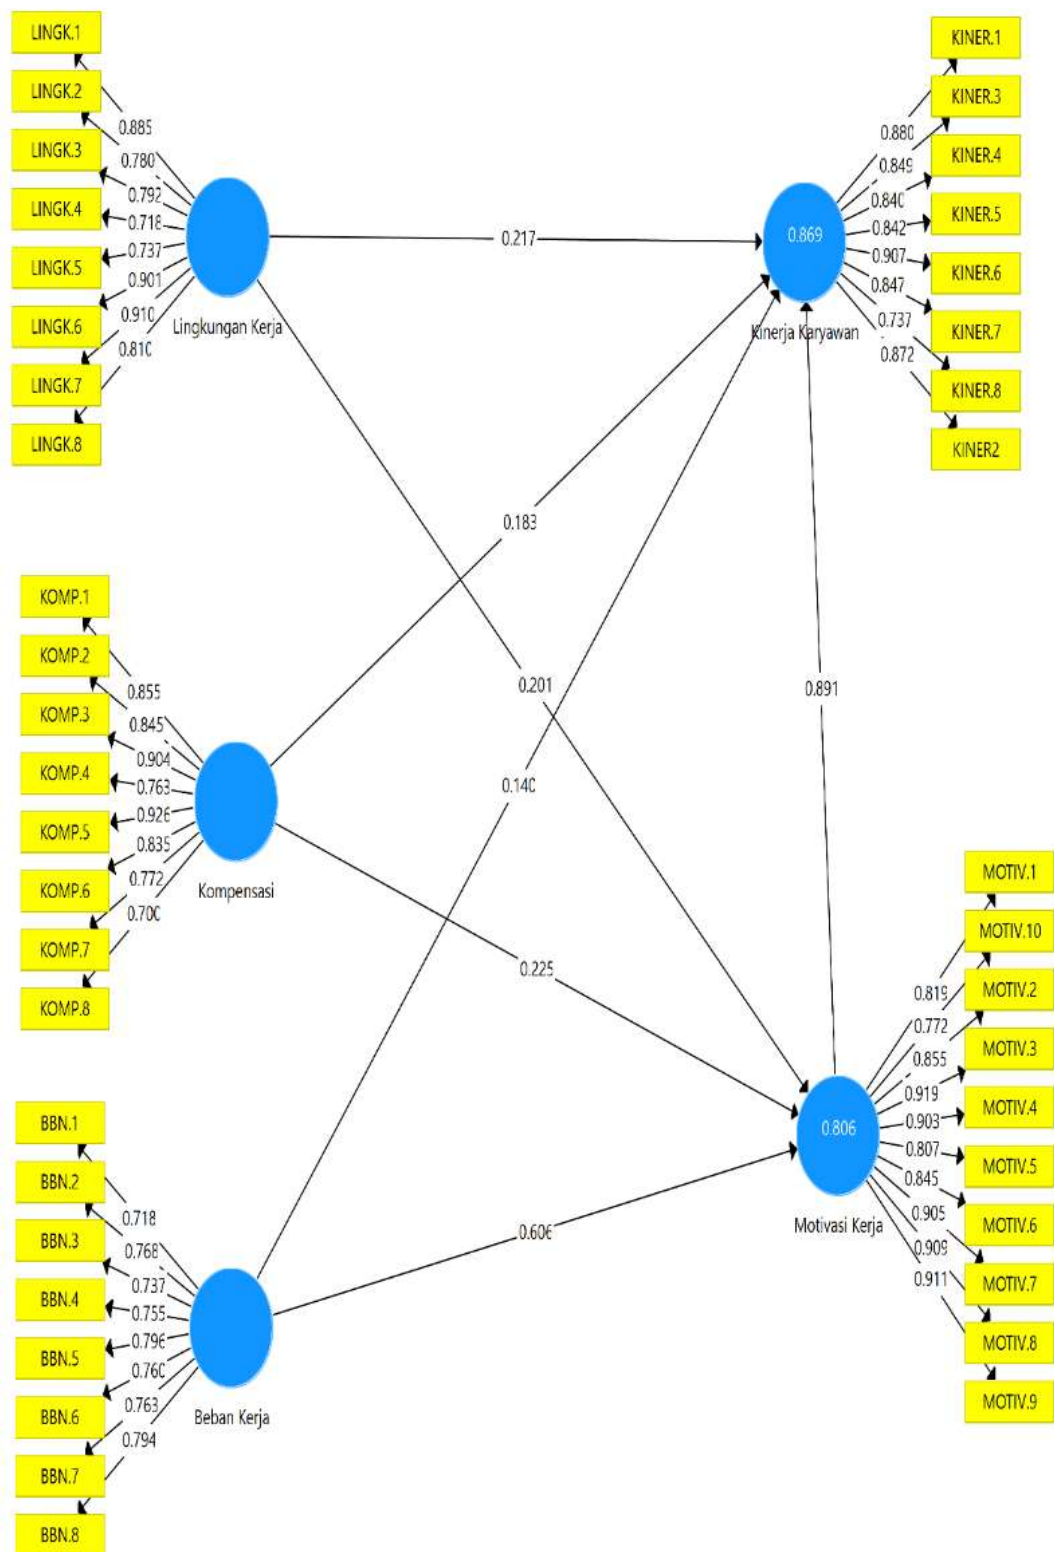 LINGK.1
LINGK.2
LINGK.3
LINGK.4
LINGK.5
LINGK.6
LINGK.7
LINGK.8
0.885
0.780
0.792
0.718
0.737
0.901
0.910
0.810
Lingkungan Kerja
0.217
0.201
KINER.1
KINER.3
KINER.4
KINER.5
KINER.6
KINER.7
KINER.8
KINER2
0.880
0.849
0.840
0.842
0.907
0.847
0.737
0.872
0.869
Kinerja Karyawan
KOMP.1
KOMP.2
KOMP.3
KOMP.4
KOMP.5
KOMP.6
KOMP.7
KOMP.8
0.855
0.845
0.904
0.763
0.926
0.835
0.772
0.700
Kompensasi
0.183
0.225
0.891
BBN.1
BBN.2
BBN.3
BBN.4
BBN.5
BBN.6
BBN.7
BBN.8
0.718
0.768
0.737
0.755
0.796
0.760
0.763
0.794
Beban Kerja
0.140
0.606
MOTIV.1
MOTIV.10
MOTIV.2
MOTIV.3
MOTIV.4
MOTIV.5
MOTIV.6
MOTIV.7
MOTIV.8
MOTIV.9
0.819
0.772
0.855
0.919
0.903
0.807
0.845
0.905
0.909
0.911
0.806
Motivasi Kerja